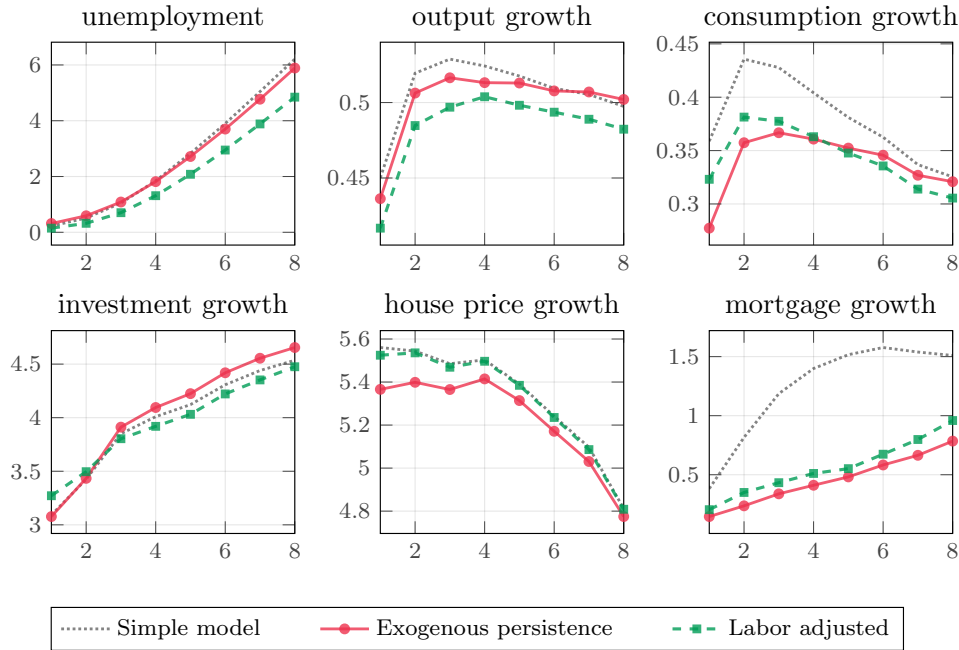 unemployment
output growth
consumption growth
6
4
2
0
2 4 6 8
0.5
0.45
2 4 6 8
0.45
0.4
0.35
0.3
2 4 6 8
investment growth
house price growth
mortgage growth
4.5
4
3.5
3
2 4 6 8
5.6
5.4
5.2
5
4.8
2 4 6 8
1.5
1
0.5
2 4 6 8
Simple model
Exogenous persistence
Labor adjusted